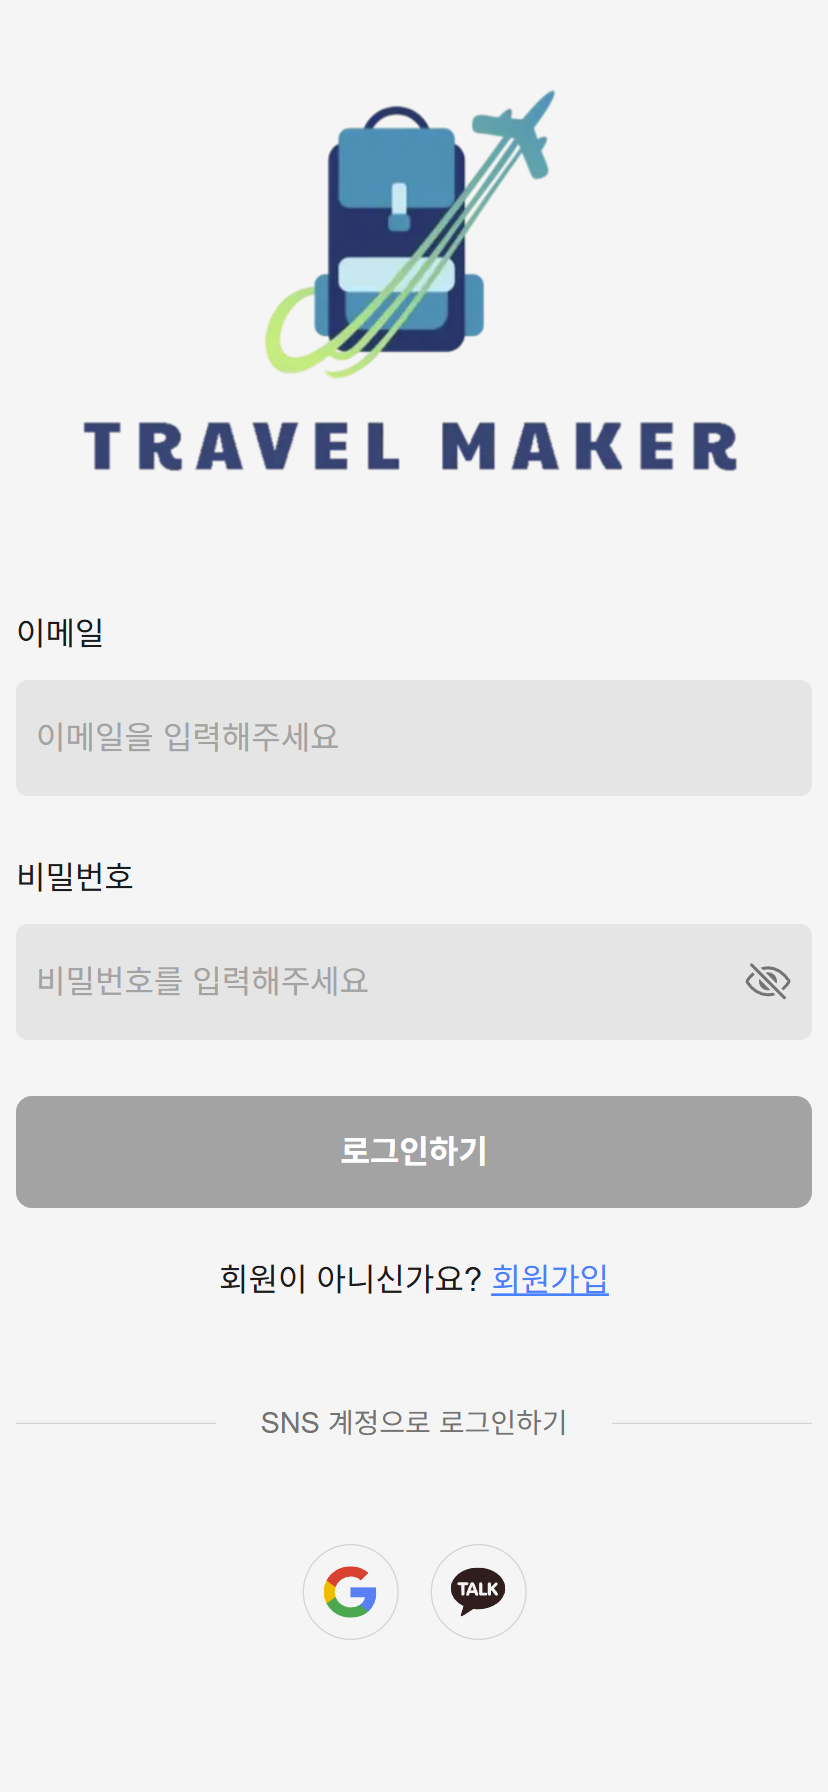 TRAVEL MAKER
이메일
이메일을 입력해주세요
비밀번호
비밀번호를 입력해주세요
로그인하기
회원이 아니신가요? 회원가입
SNS 계정으로 로그인하기
G TALK